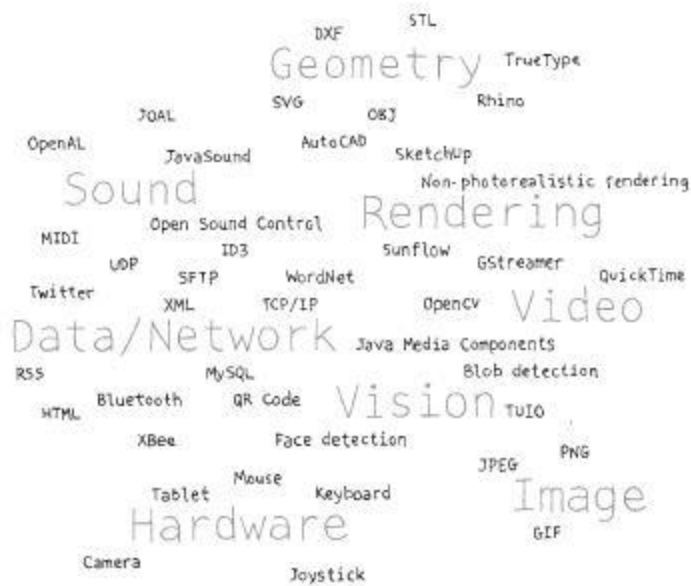 STL
DXF
Geometry
TrueType
SVG
Rhino
JOAL
OBJ
OpenAL
AutoCAD
JavaSound
SketchUp
Sound
Non-photorealistic rendering
Rendering
Open Sound Control
MIDI
ID3
Sunflow
UDP
GStreamer
SFTP
WordNet
QuickTime
Twitter
XML
TCP/IP
OpenCV
Video
Data/Network
Java Media Components
RSS
MySQL
Blob detection
Bluetooth
QR Code
Vision
TUIO
HTML
XBee
Face detection
PNG
JPEG
Mouse
Tablet
Keyboard
Image
Hardware
GIF
Camera
Joystick